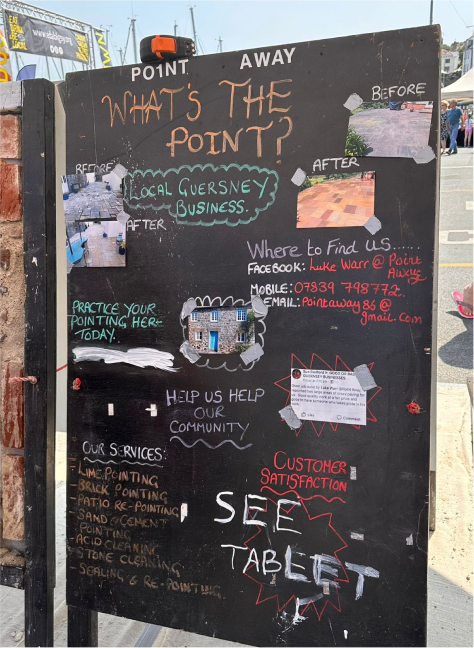 POINT AWAY
WHAT'S THE
POINT?
BEFORE
AFTER
BEFORE
AFTER
LOCAL GUERNSEY
BUSINESS.
Where to Find Us......
FACEBOOK: Luke Warr @ Point
Away
MOBILE: 07839 798772
EMAIL: Pointaway86@
gmail.com
PRACTICE YOUR
POINTING HERE
TODAY.
HELP US HELP
OUR
COMMUNITY
CUSTOMER
SATISFACTION
SEE
TABLET
OUR SERVICES:
- LIME POINTING
- BRICK POINTING
- PATIO RE-POINTING
- SAND & CEMENT
POINTING
- ACID CLEANING
- STONE CLEANING
- SEALING & RE-POINTING.